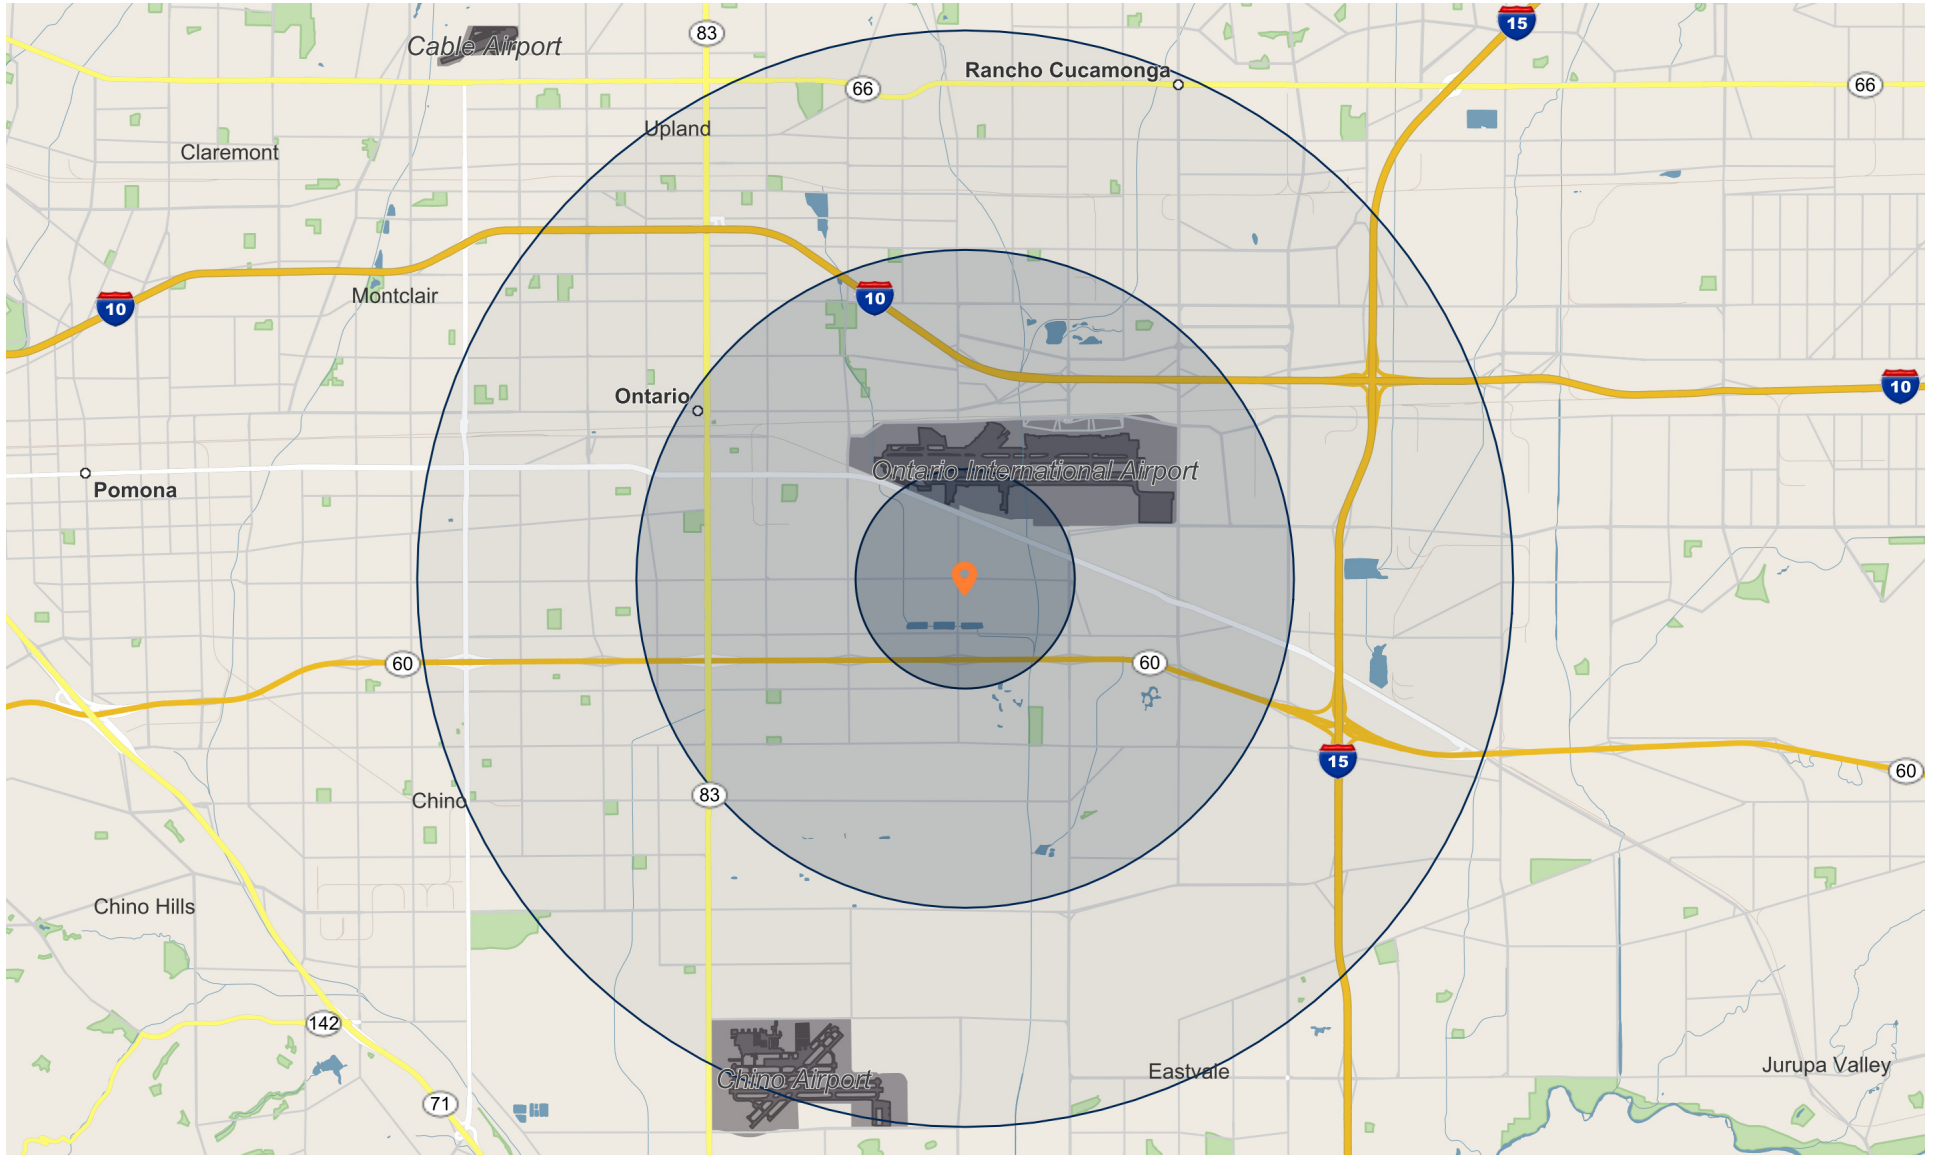 15
83
Cable Airport
Rancho Cucamonga
66
66
Upland
Claremont
Montclair
10
10
10
Ontario
Ontario International Airport
Pomona
60
60
15
60
83
Chino
Chino Hills
142
Eastvale
Jurupa Valley
Chino Airport
71